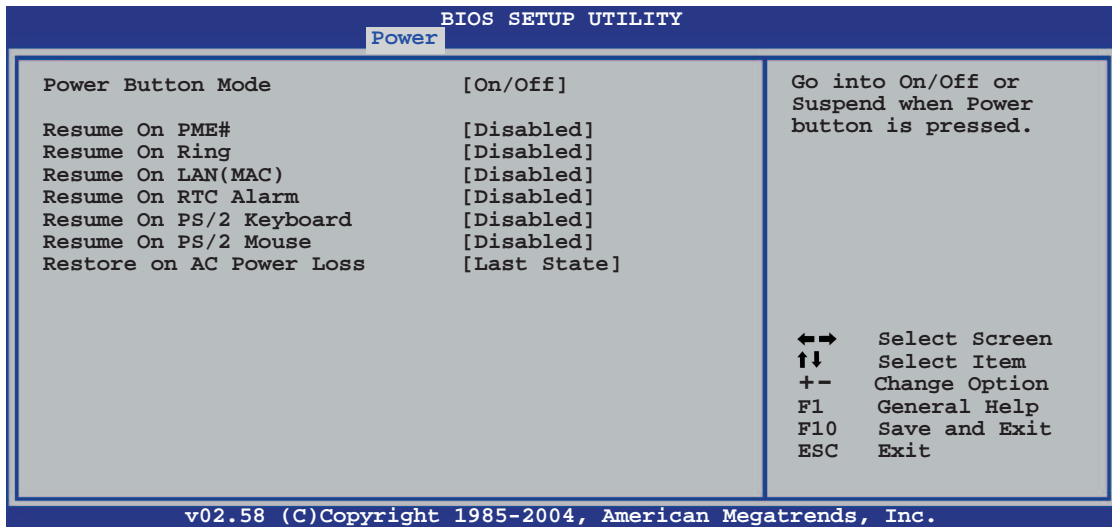 BIOS SETUP UTILITY
Power
Power Button Mode [On/Off]
Resume On PME# [Disabled]
Resume On Ring [Disabled]
Resume On LAN(MAC) [Disabled]
Resume On RTC Alarm [Disabled]
Resume On PS/2 Keyboard [Disabled]
Resume On PS/2 Mouse [Disabled]
Restore on AC Power Loss [Last State]
Go into On/Off or
Suspend when Power
button is pressed.
←→ Select Screen
↑↓ Select Item
+- Change Option
F1 General Help
F10 Save and Exit
ESC Exit
v02.58 (C)Copyright 1985-2004, American Megatrends, Inc.